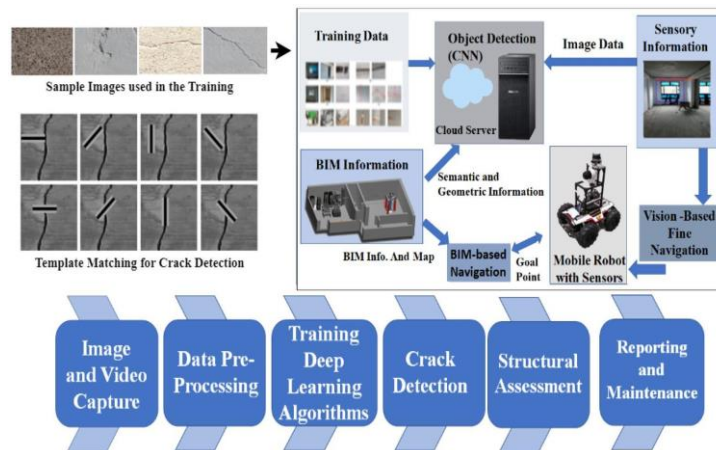 Sample Images used in the Training
Template Matching for Crack Detection
Training Data
Object Detection
(CNN)
Cloud Server
Image Data
Sensory
Information
BIM Information
Semantic and
Geometric Information
BIM Info. And Map
BIM-based
Navigation
Goal
Point
Mobile Robot
with Sensors
Vision -Based
Fine
Navigation
Image
and Video
Capture
Data Pre-
Processing
Training
Deep
Learning
Algorithms
Crack
Detection
Structural
Assessment
Reporting
and
Maintenance